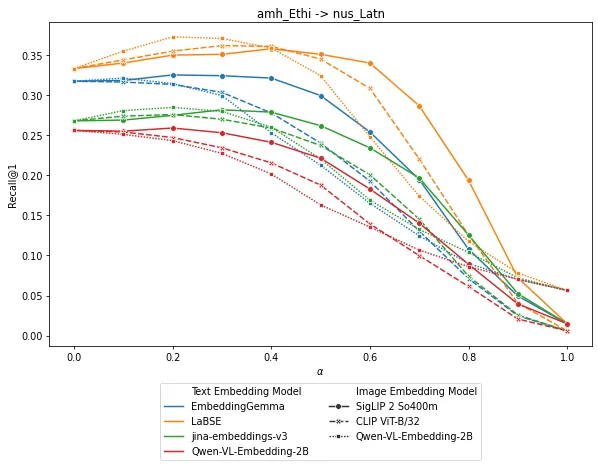 amh_Ethi -> nus_Latn
Recall@1
0.35
0.30
0.25
0.20
0.15
0.10
0.05
0.00
0.0 0.2 0.4 0.6 0.8 1.0
α
Text Embedding Model Image Embedding Model
EmbeddingGemma SigLIP 2 So400m
LaBSE CLIP ViT-B/32
jina-embeddings-v3 Qwen-VL-Embedding-2B
Qwen-VL-Embedding-2B